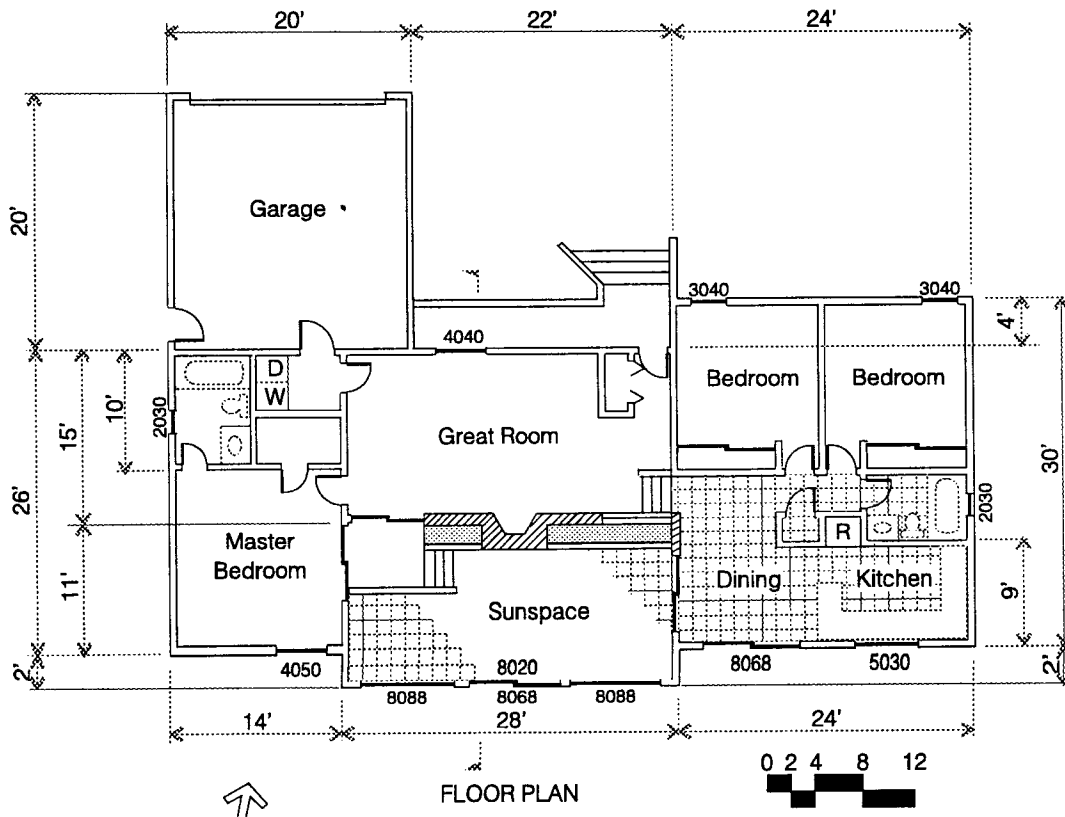 20' 22' 24'
Garage
20'
3040 3040
4'
4040
D
W
Bedroom Bedroom
2030
10'
15'
Great Room
30'
26'
2030
R
Master
Bedroom
11'
Dining Kitchen
9'
Sunspace
2'
4050
8020
8068 5030
2'
8088 8068 8088
14' 28' 24'
0 2 4 8 12
FLOOR PLAN